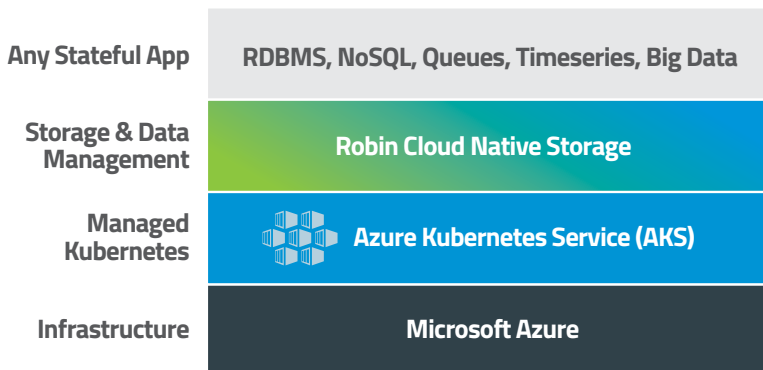 Any Stateful App
RDBMS, NoSQL, Queues, Timeseries, Big Data
Storage & Data
Management
Robin Cloud Native Storage
Managed
Kubernetes
Azure Kubernetes Service (AKS)
Infrastructure
Microsoft Azure